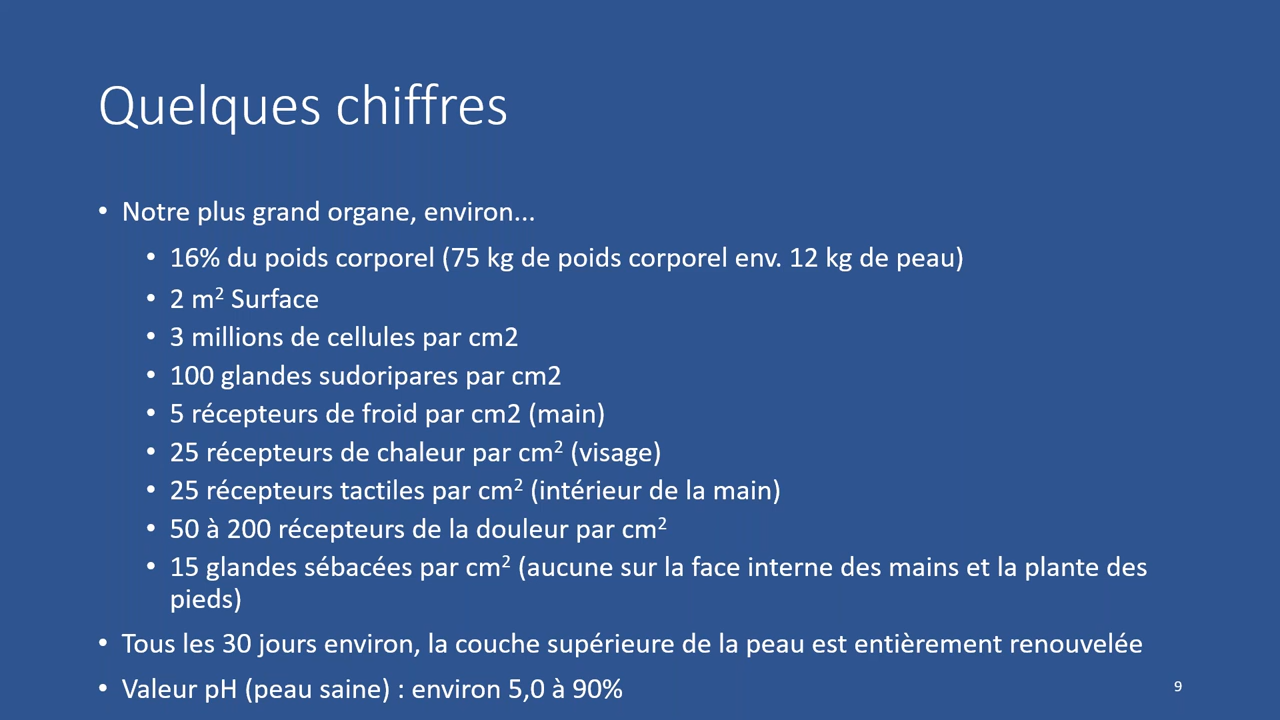 Quelques chiffres
• Notre plus grand organe, environ...
• 16% du poids corporel (75 kg de poids corporel env. 12 kg de peau)
• 2 m² Surface
• 3 millions de cellules par cm2
• 100 glandes sudoripares par cm2
• 5 récepteurs de froid par cm2 (main)
• 25 récepteurs de chaleur par cm² (visage)
• 25 récepteurs tactiles par cm² (intérieur de la main)
• 50 à 200 récepteurs de la douleur par cm²
• 15 glandes sébacées par cm² (aucune sur la face interne des mains et la plante des
pieds)
• Tous les 30 jours environ, la couche supérieure de la peau est entièrement renouvelée
• Valeur pH (peau saine) : environ 5,0 à 90%
9